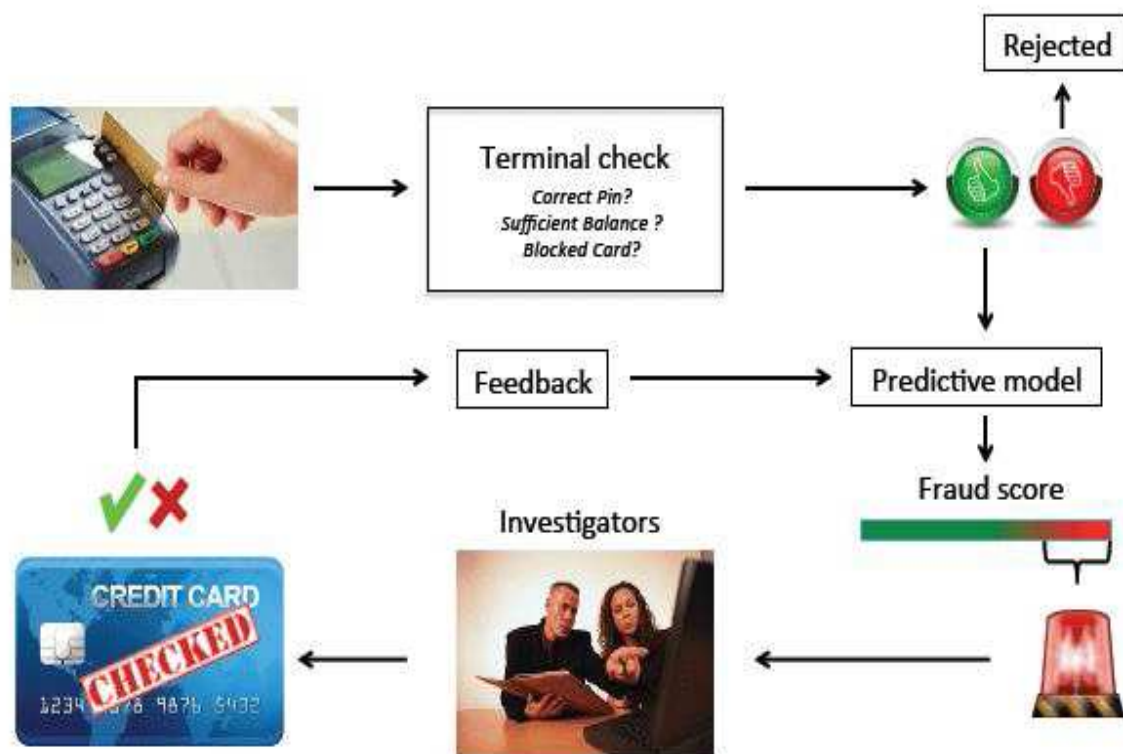 Rejected
Terminal check
Correct Pin?
Sufficient Balance ?
Blocked Card?
Feedback
Predictive model
Fraud score
Investigators
CREDIT CARD
CHECKED
1234 5678 9876 5432